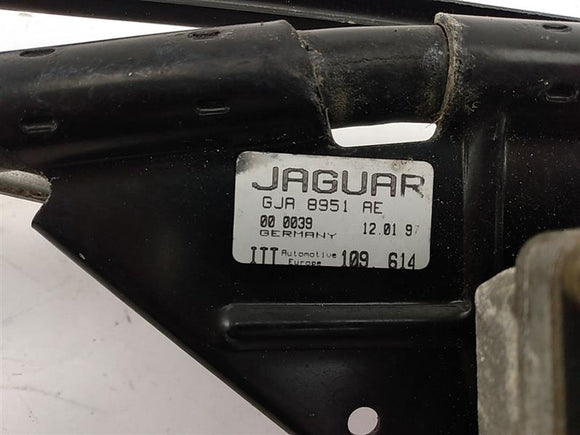 JAGUAR
GJA 8951 AE
00 0039 12.01 97
GERMANY
ITT Automotive Europe 109. 614